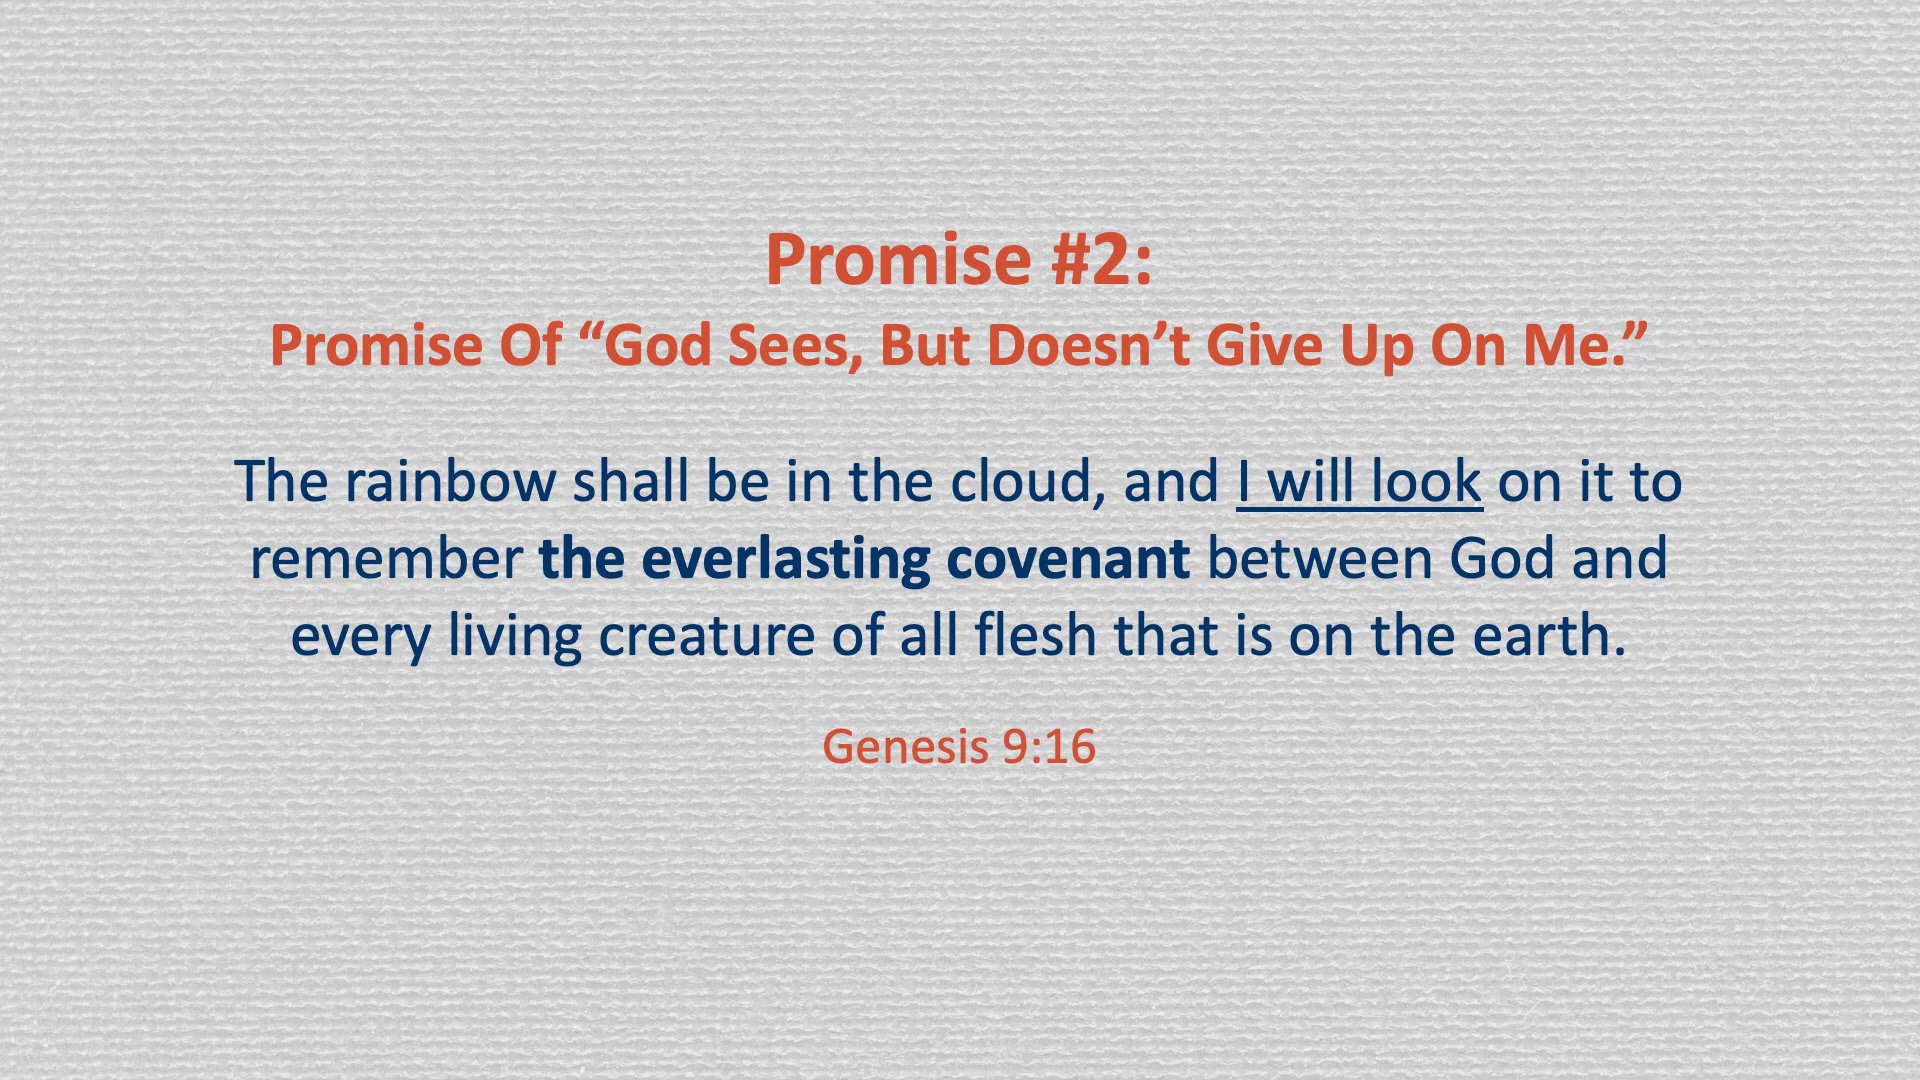 Promise #2:
Promise Of “God Sees, But Doesn’t Give Up On Me.”
The rainbow shall be in the cloud, and I will look on it to
remember the everlasting covenant between God and
every living creature of all flesh that is on the earth.
Genesis 9:16